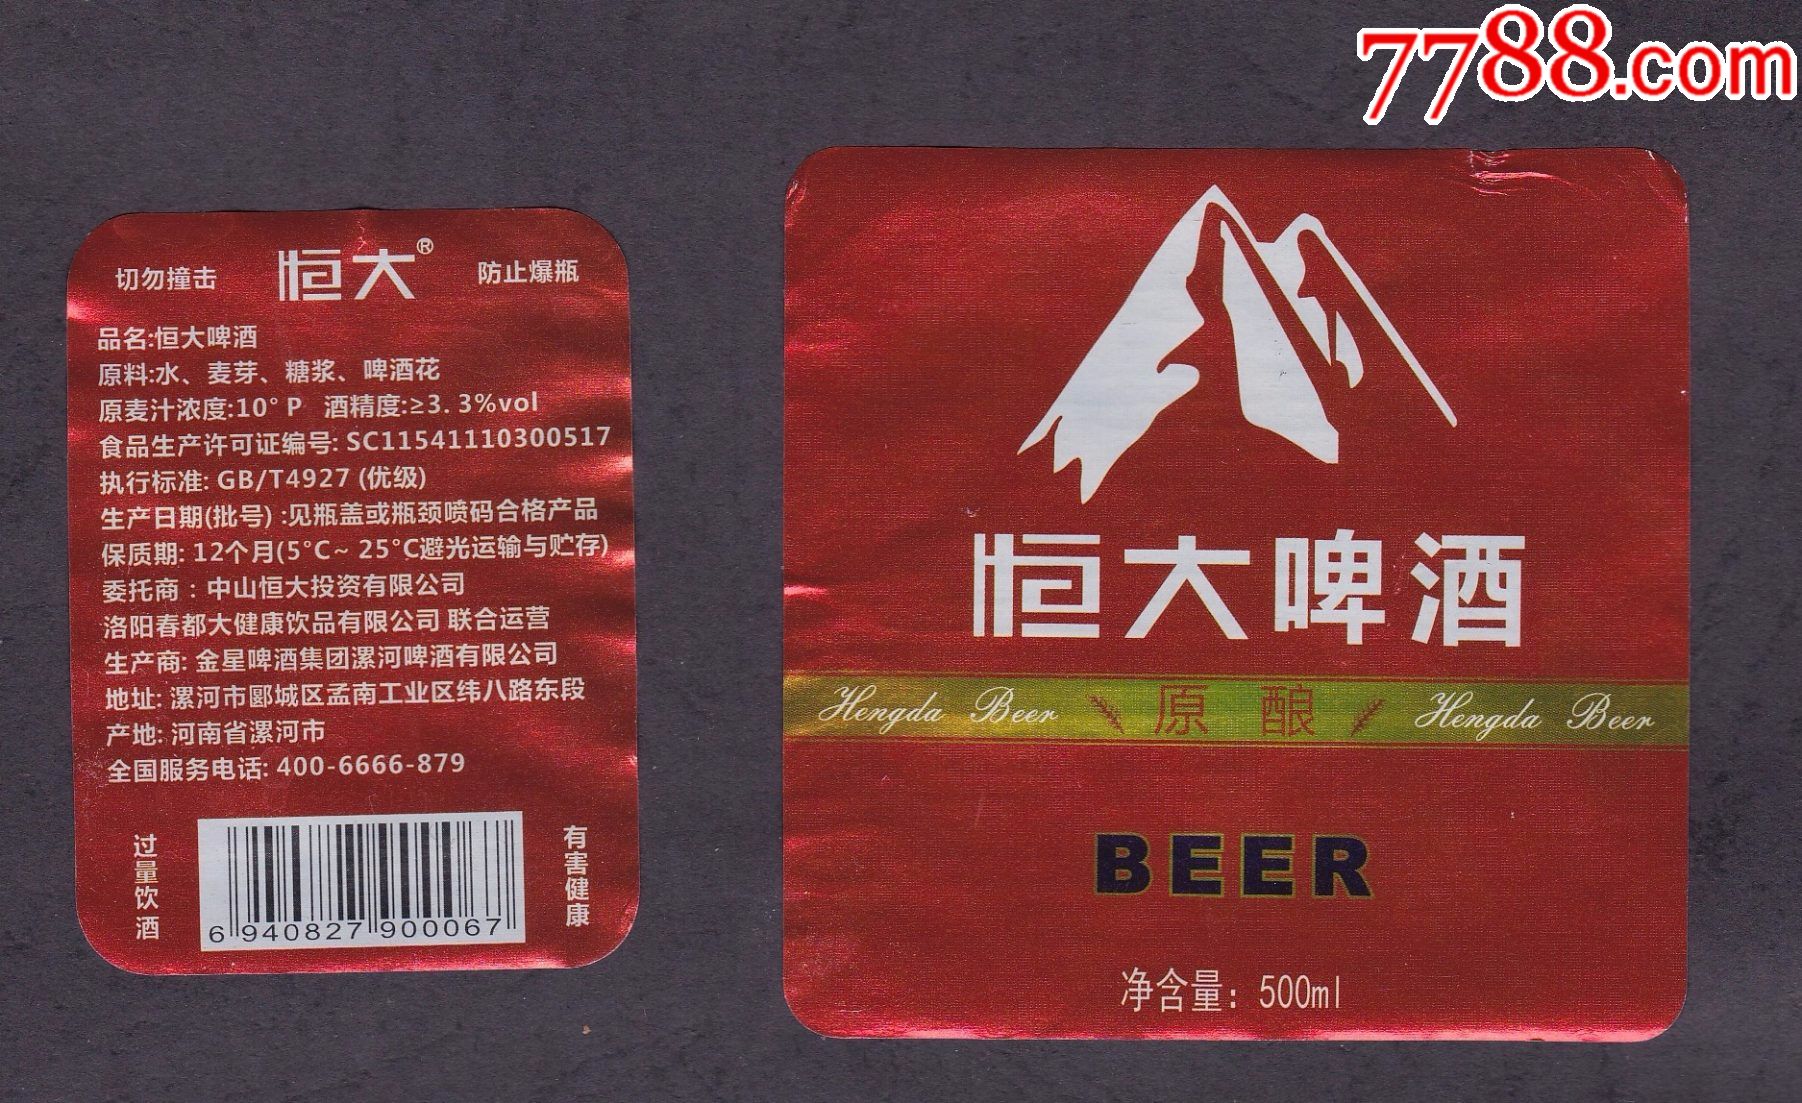 7788.com
切勿撞击 恒大® 防止爆瓶
品名:恒大啤酒
原料:水、麦芽、糖浆、啤酒花
原麦汁浓度:10°P 酒精度:≥3.3%vol
食品生产许可证编号: SC11541110300517
执行标准: GB/T4927 (优级)
生产日期(批号) :见瓶盖或瓶颈喷码合格产品
保质期: 12个月(5°C~ 25°C避光运输与贮存)
委托商：中山恒大投资有限公司
洛阳春都大健康饮品有限公司 联合运营
生产商: 金星啤酒集团漯河啤酒有限公司
地址: 漯河市郾城区孟南工业区纬八路东段
产地: 河南省漯河市
全国服务电话: 400-6666-879
过量饮酒
有害健康
6 940827 900067
恒大啤酒
Hengda Beer 原酿 Hengda Beer
BEER
净含量：500ml